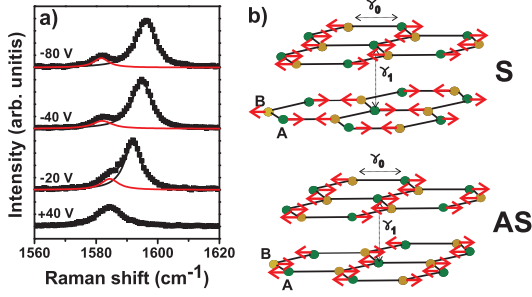 a)
Intensity (arb. unitis)
-80 V
-40 V
-20 V
+40 V
1560 1580 1600 1620
Raman shift (cm-1)
b)
γ0
γ1
B
A
S
γ0
γ1
B
A
AS